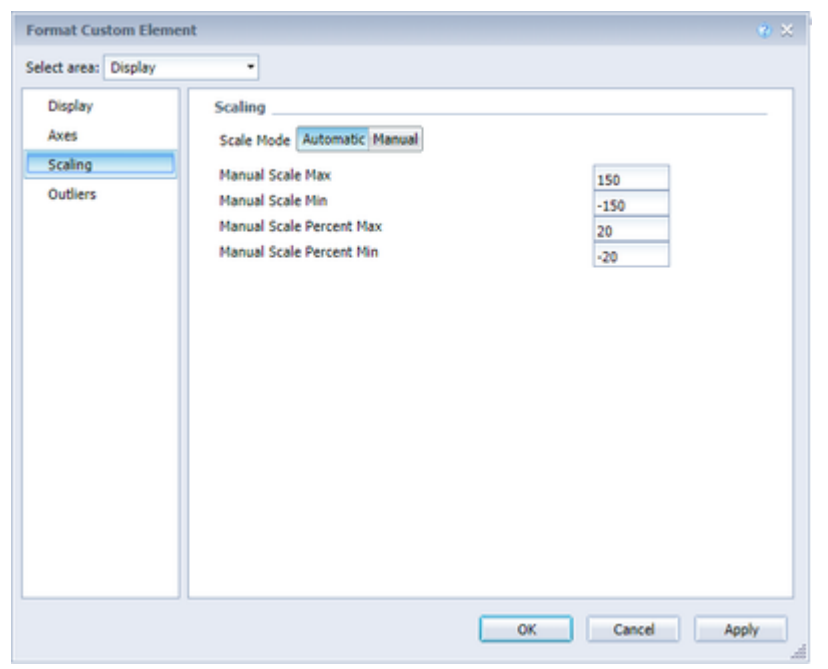 Format Custom Element
Select area: Display
Display
Axes
Scaling
Outliers
Scaling
Scale Mode Automatic Manual
Manual Scale Max 150
Manual Scale Min -150
Manual Scale Percent Max 20
Manual Scale Percent Min -20
OK Cancel Apply